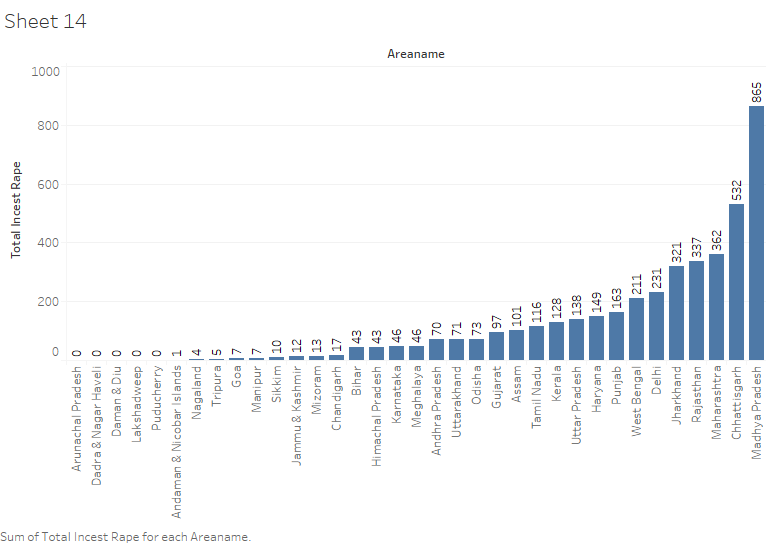 Sheet 14
Areaname
Total Incest Rape
1000
800
600
400
200
0
0
0
0
0
0
1
4
5
7
7
10
12
13
17
43
43
46
46
70
71
73
97
101
116
128
138
149
163
211
231
321
337
362
532
865
Arunachal Pradesh
Dadra & Nagar Haveli
Daman & Diu
Lakshadweep
Puducherry
Andaman & Nicobar Islands
Nagaland
Tripura
Goa
Manipur
Sikkim
Jammu & Kashmir
Mizoram
Chandigarh
Bihar
Himachal Pradesh
Karnataka
Meghalaya
Andhra Pradesh
Uttarakhand
Odisha
Gujarat
Assam
Tamil Nadu
Kerala
Uttar Pradesh
Haryana
Punjab
West Bengal
Delhi
Jharkhand
Rajasthan
Maharashtra
Chhattisgarh
Madhya Pradesh
Sum of Total Incest Rape for each Areaname.